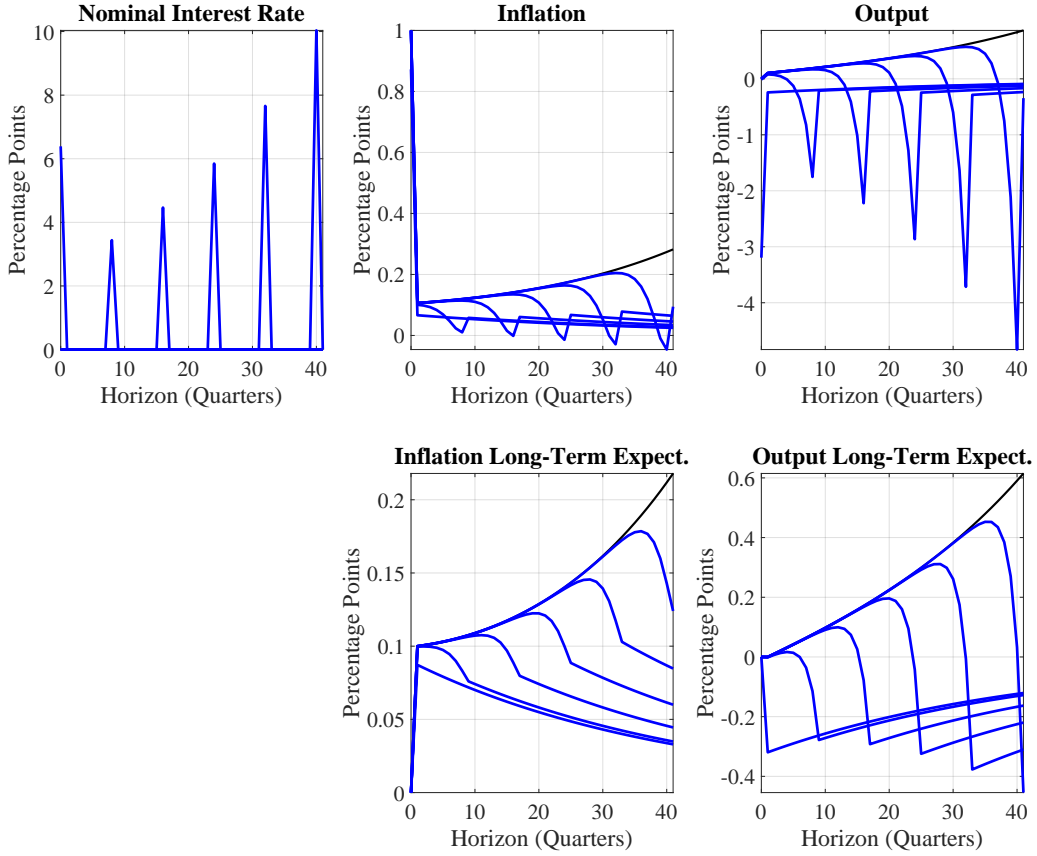 Nominal Interest Rate
Percentage Points
10
8
6
4
2
0
0 10 20 30 40
Horizon (Quarters)
Inflation
Percentage Points
1
0.8
0.6
0.4
0.2
0
0 10 20 30 40
Horizon (Quarters)
Output
Percentage Points
0
-1
-2
-3
-4
0 10 20 30 40
Horizon (Quarters)
Inflation Long-Term Expect.
Percentage Points
0.2
0.15
0.1
0.05
0
0 10 20 30 40
Horizon (Quarters)
Output Long-Term Expect.
Percentage Points
0.6
0.4
0.2
0
-0.2
-0.4
0 10 20 30 40
Horizon (Quarters)